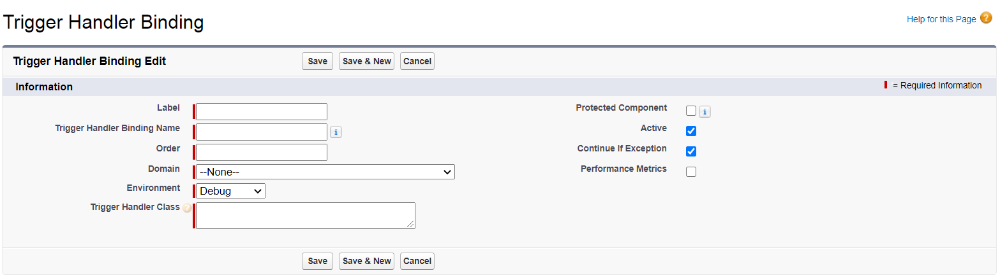 Trigger Handler Binding
Help for this Page ?
Trigger Handler Binding Edit
Save Save & New Cancel
Information
= Required Information
Label
Trigger Handler Binding Name i
Order
Domain --None--
Environment Debug
Trigger Handler Class ?
Protected Component i
Active
Continue If Exception
Performance Metrics
Save Save & New Cancel